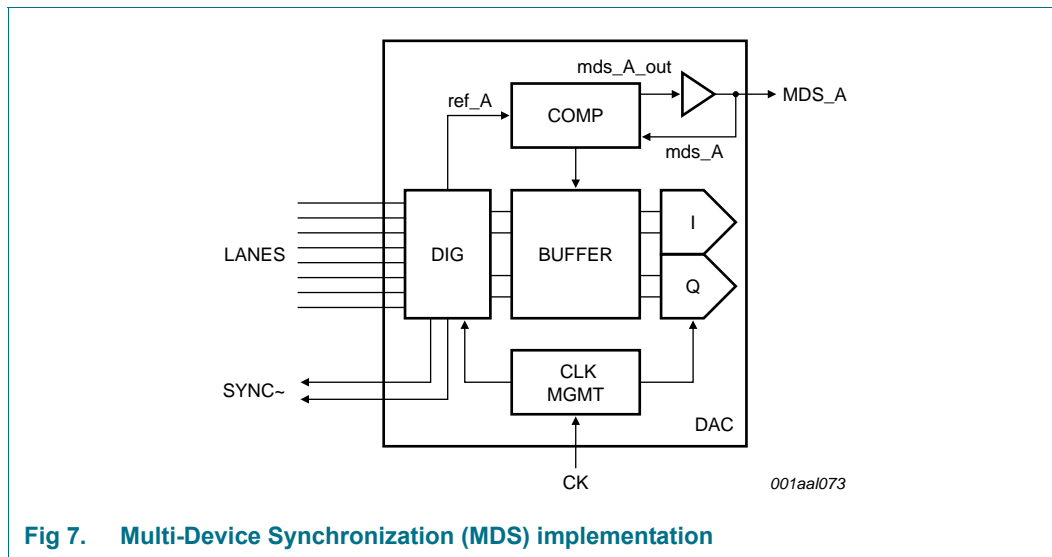 mds_A_out
MDS_A
ref_A
COMP
mds_A
LANES
DIG
BUFFER
I
Q
SYNC~
CLK
MGMT
DAC
CK
001aal073
Fig 7. Multi-Device Synchronization (MDS) implementation